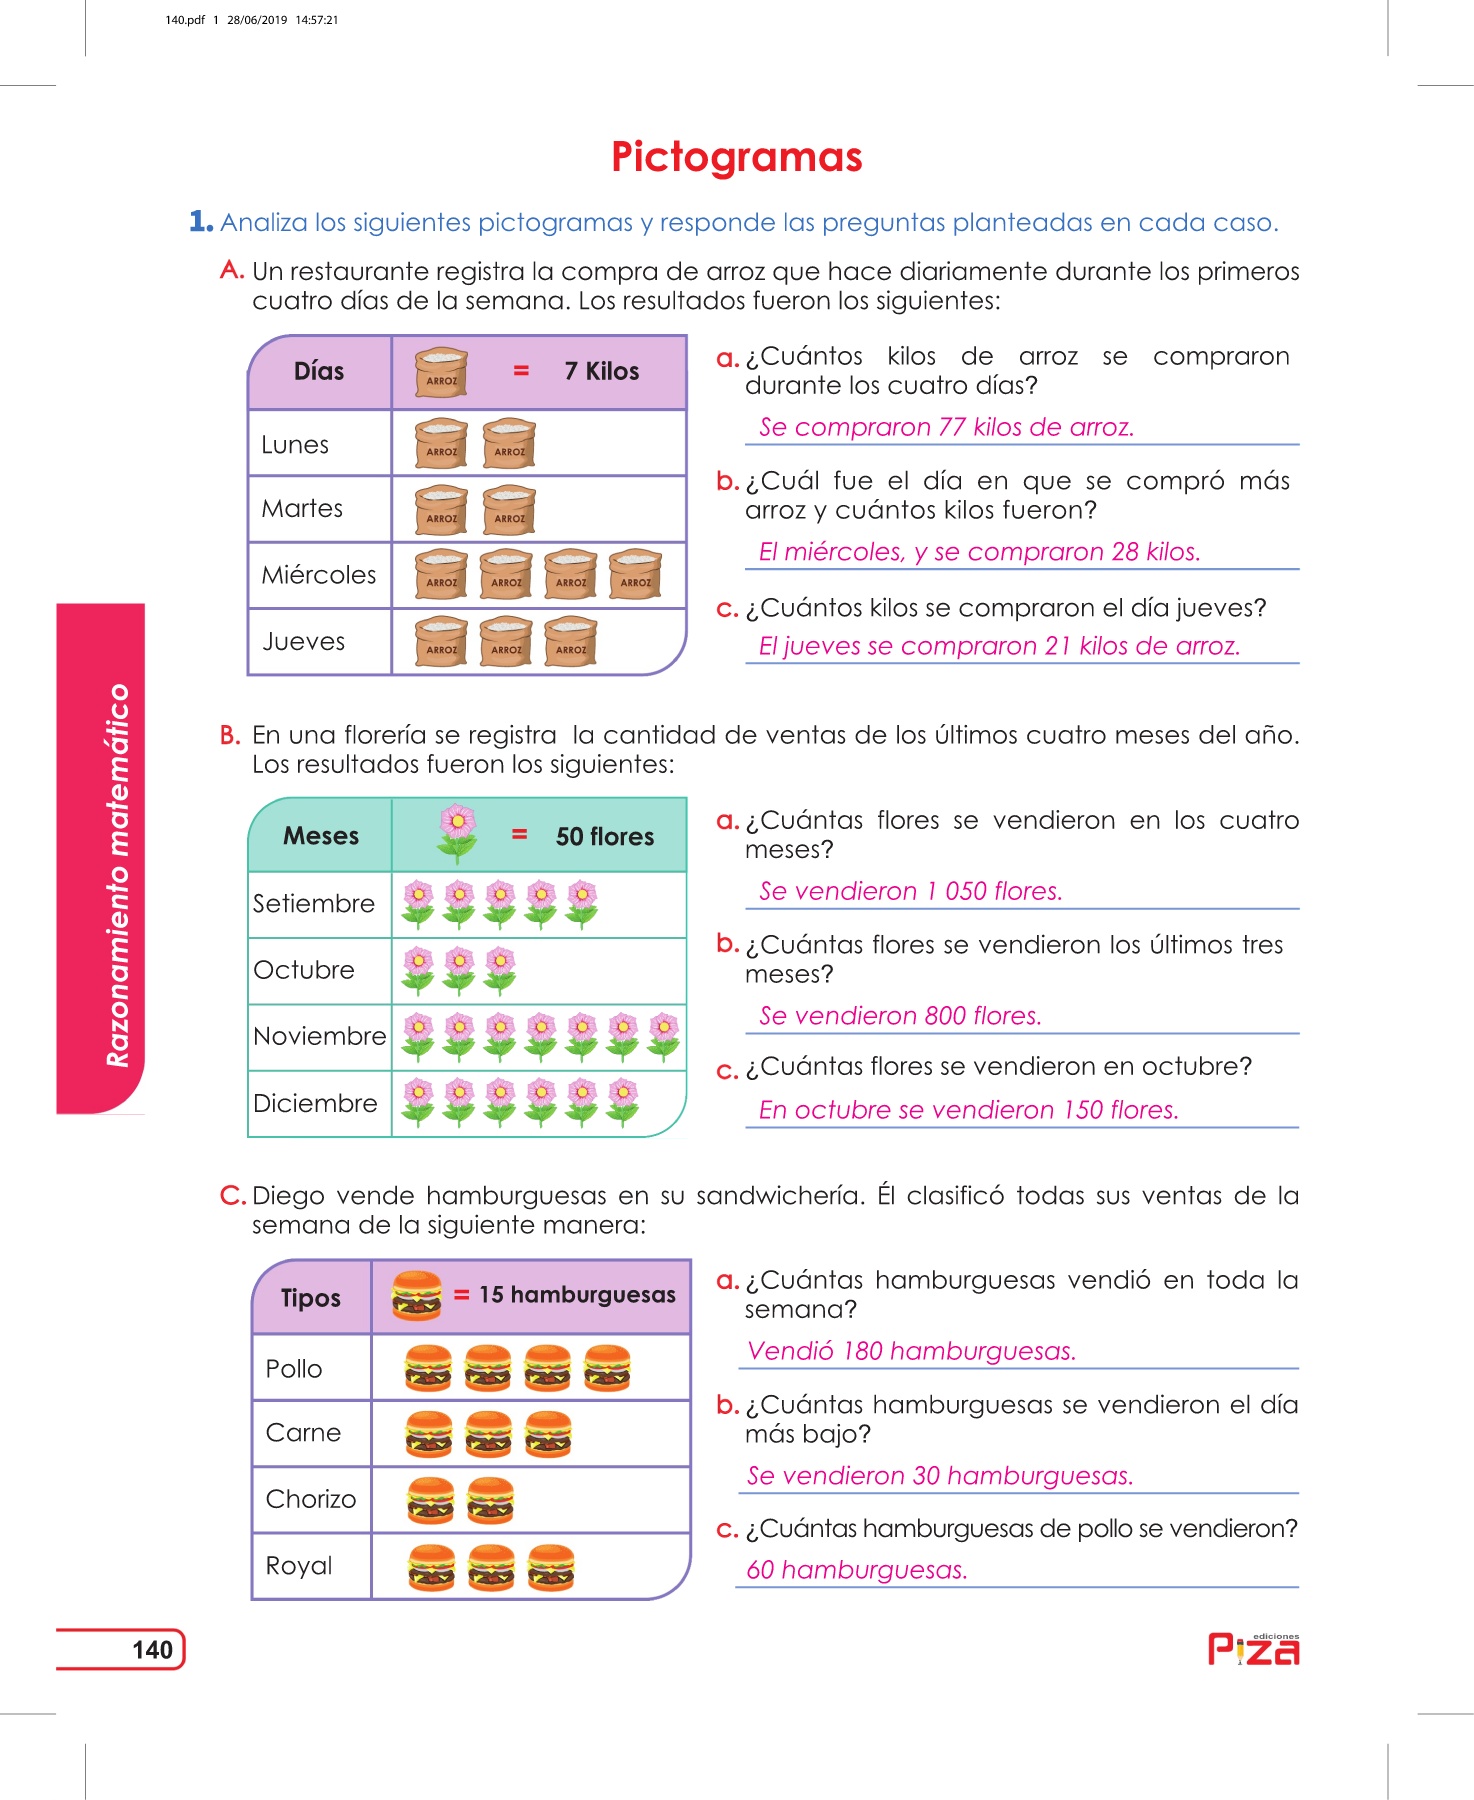 140.pdf 1 28/06/2019 14:57:21
Pictogramas
1. Analiza los siguientes pictogramas y responde las preguntas planteadas en cada caso.
A. Un restaurante registra la compra de arroz que hace diariamente durante los primeros
cuatro días de la semana. Los resultados fueron los siguientes:
Días ARROZ = 7 Kilos
Lunes ARROZ ARROZ
Martes ARROZ ARROZ
Miércoles ARROZ ARROZ ARROZ ARROZ
Jueves ARROZ ARROZ ARROZ
a. ¿Cuántos kilos de arroz se compraron
durante los cuatro días?
Se compraron 77 kilos de arroz.
b. ¿Cuál fue el día en que se compró más
arroz y cuántos kilos fueron?
El miércoles, y se compraron 28 kilos.
c. ¿Cuántos kilos se compraron el día jueves?
El jueves se compraron 21 kilos de arroz.
B. En una florería se registra la cantidad de ventas de los últimos cuatro meses del año.
Los resultados fueron los siguientes:
Meses = 50 flores
Setiembre
Octubre
Noviembre
Diciembre
a. ¿Cuántas flores se vendieron en los cuatro
meses?
Se vendieron 1 050 flores.
b. ¿Cuántas flores se vendieron los últimos tres
meses?
Se vendieron 800 flores.
c. ¿Cuántas flores se vendieron en octubre?
En octubre se vendieron 150 flores.
C. Diego vende hamburguesas en su sandwichería. Él clasificó todas sus ventas de la
semana de la siguiente manera:
Tipos = 15 hamburguesas
Pollo
Carne
Chorizo
Royal
a. ¿Cuántas hamburguesas vendió en toda la
semana?
Vendió 180 hamburguesas.
b. ¿Cuántas hamburguesas se vendieron el día
más bajo?
Se vendieron 30 hamburguesas.
c. ¿Cuántas hamburguesas de pollo se vendieron?
60 hamburguesas.
Razonamiento matemático
140
ediciones
Piza